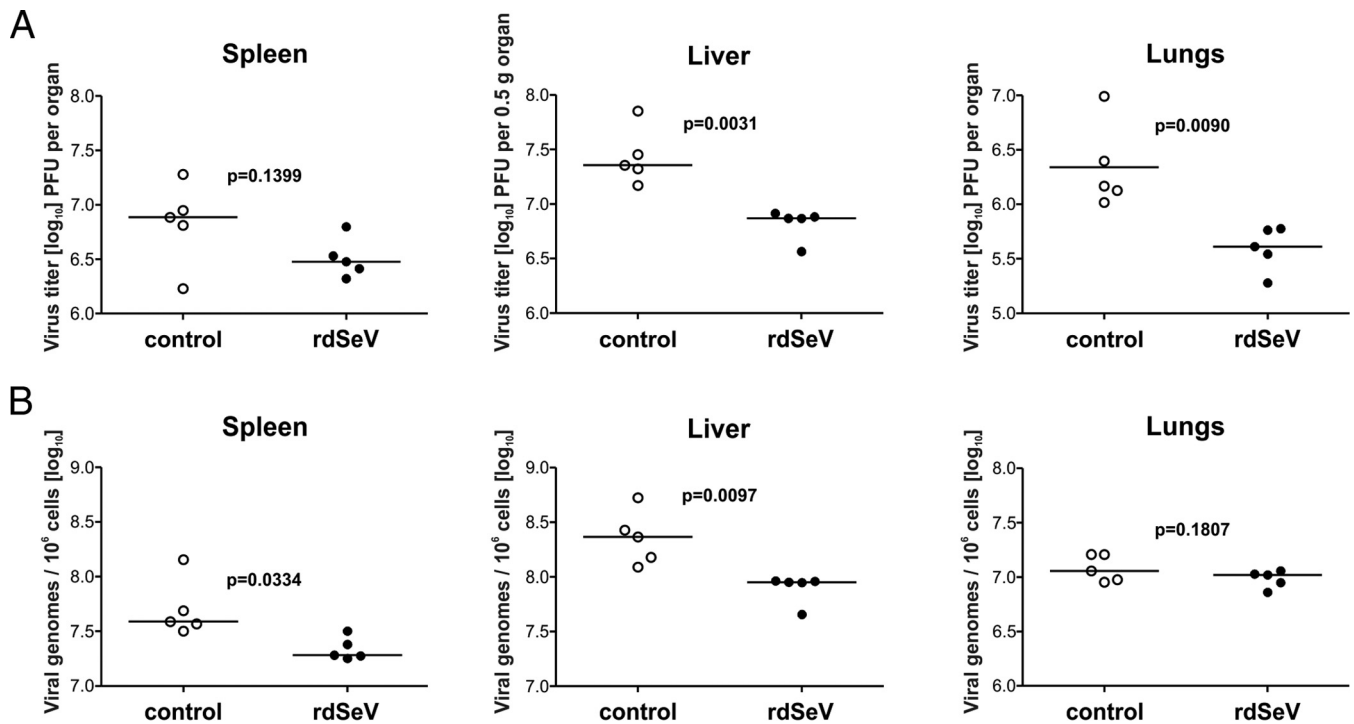 A
Spleen
Virus titer [log₁₀] PFU per organ
8.0
7.5
7.0
6.5
6.0
p=0.1399
control
rdSeV
Liver
Virus titer [log₁₀] PFU per 0.5 g organ
8.0
7.5
7.0
6.5
6.0
p=0.0031
control
rdSeV
Lungs
Virus titer [log₁₀] PFU per organ
7.0
6.5
6.0
5.5
5.0
p=0.0090
control
rdSeV
B
Spleen
Viral genomes / 10⁶ cells [log₁₀]
9.0
8.5
8.0
7.5
7.0
p=0.0334
control
rdSeV
Liver
Viral genomes / 10⁶ cells [log₁₀]
9.0
8.5
8.0
7.5
7.0
p=0.0097
control
rdSeV
Lungs
Viral genomes / 10⁶ cells [log₁₀]
8.0
7.5
7.0
6.5
6.0
p=0.1807
control
rdSeV